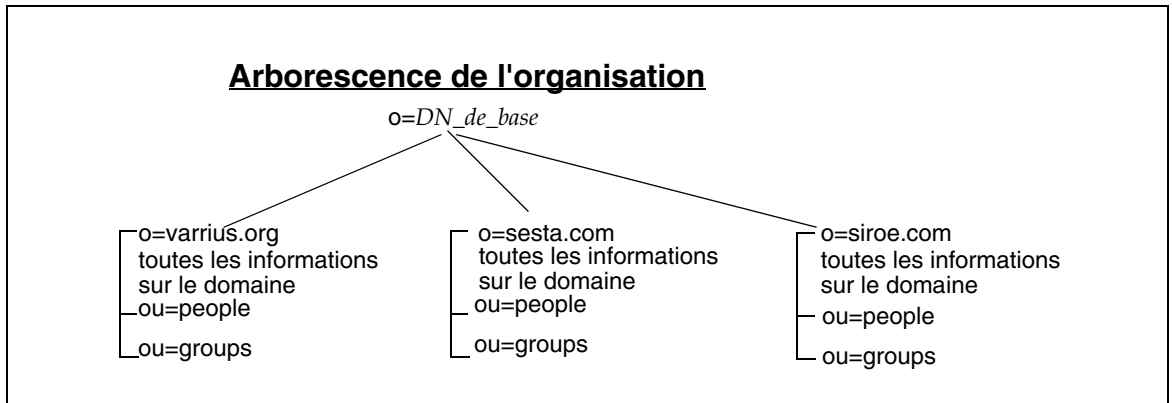 Arborescence de l'organisation
o=DN_de_base
o=varrius.org
toutes les informations
sur le domaine
ou=people
ou=groups
o=sesta.com
toutes les informations
sur le domaine
ou=people
ou=groups
o=siroe.com
toutes les informations
sur le domaine
ou=people
ou=groups